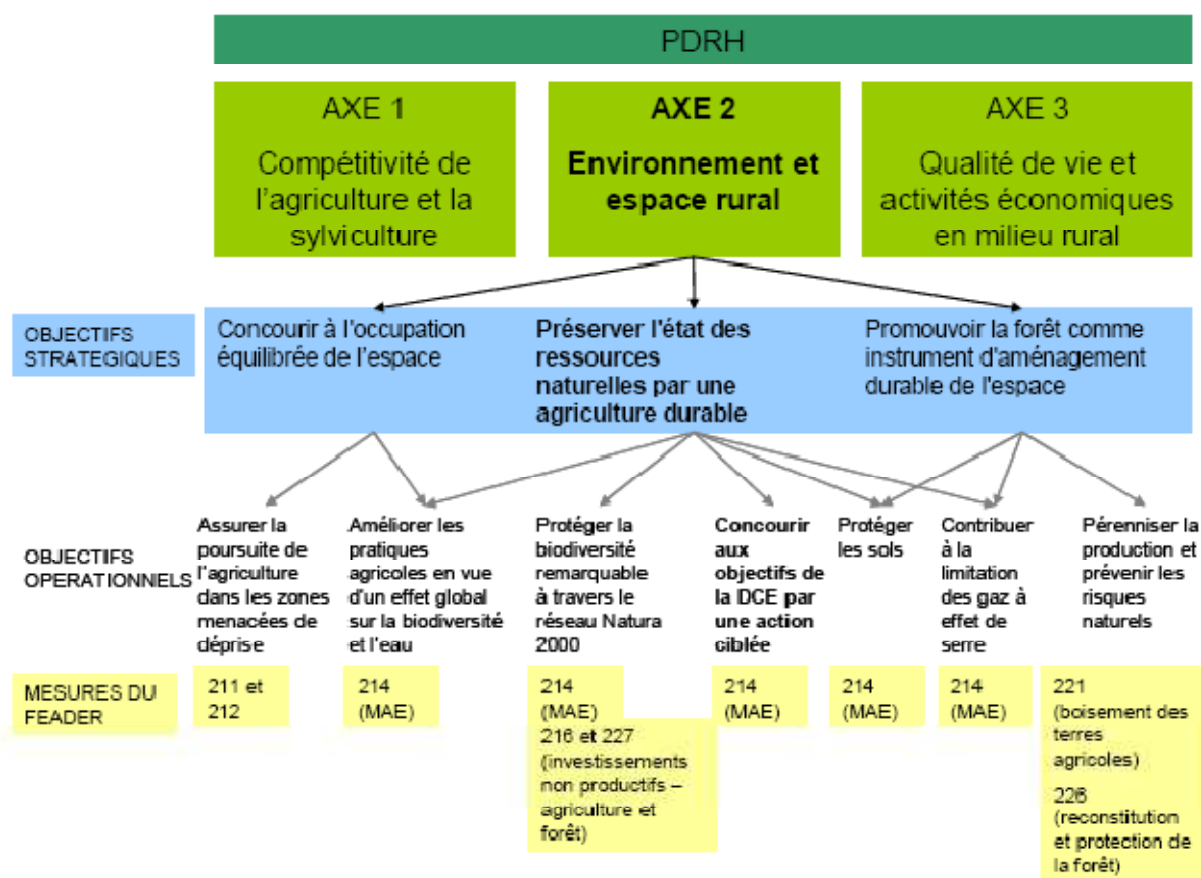 PDRH
AXE 1
Compétitivité de
l'agriculture et la
sylviculture
AXE 2
Environnement et
espace rural
AXE 3
Qualité de vie et
activités économiques
en milieu rural
OBJECTIFS
STRATEGIQUES
Concourir à l'occupation
équilibrée de l'espace
Préserver l'état des
ressources
naturelles par une
agriculture durable
Promouvoir la forêt comme
instrument d'aménagement
durable de l'espace
OBJECTIFS
OPERATIONNELS
Assurer la
poursuite de
l'agriculture
dans les zones
menacées de
déprise
Améliorer les
pratiques
agricoles en vue
d'un effet global
sur la biodiversité
et l'eau
Protéger la
biodiversité
remarquable
à travers le
réseau Natura
2000
Concourir
aux
objectifs de
la DCE par
une action
ciblée
Protéger
les sols
Contribuer
à la
limitation
des gaz à
effet de
serre
Pérenniser la
production et
prévenir les
risques
naturels
MESURES DU
FEADER
211 et
212
214
(MAE)
214
(MAE)
216 et 227
(investissements
non productifs –
agriculture et
forêt)
214
(MAE)
214
(MAE)
214
(MAE)
221
(boisement des
terres
agricoles)
226
(reconstitution
et protection de
la forêt)